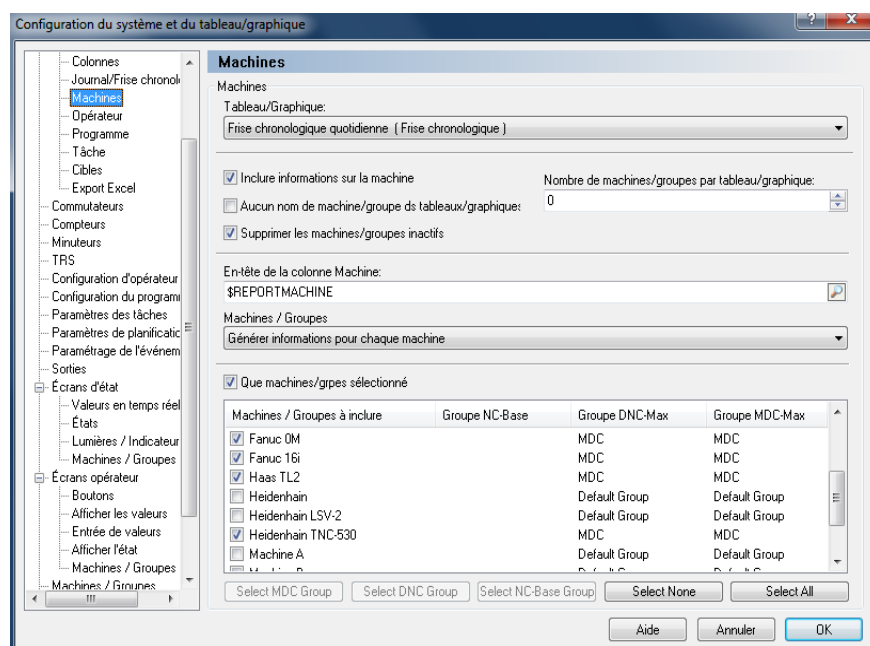 Configuration du système et du tableau/graphique
Colonnes
Journal/Frise chronol
Machines
Opérateur
Programme
Tâche
Cibles
Export Excel
Commutateurs
Compteurs
Minuteurs
TRS
Configuration d'opérateur
Configuration du program
Paramètres des tâches
Paramètres de planificatic
Paramétrage de l'événem
Sorties
Écrans d'état
Valeurs en temps réel
États
Lumières / Indicateur
Machines / Groupes
Écrans opérateur
Boutons
Afficher les valeurs
Entrée de valeurs
Afficher l'état
Machines / Groupes
Machines / Groupes
Machines
Machines
Tableau/Graphique:
Frise chronologique quotidienne ( Frise chronologique )
Inclure informations sur la machine
Nombre de machines/groupes par tableau/graphique:
Aucun nom de machine/groupe ds tableaux/graphiques
0
Supprimer les machines/groupes inactifs
En-tête de la colonne Machine:
$REPORTMACHINE
Machines / Groupes
Générer informations pour chaque machine
Que machines/grpes sélectionné
Machines / Groupes à inclure Groupe NC-Base Groupe DNC-Max Groupe MDC-Max
Fanuc 0M MDC MDC
Fanuc 16i MDC MDC
Haas TL2 MDC MDC
Heidenhain Default Group Default Group
Heidenhain LSV-2 Default Group Default Group
Heidenhain TNC-530 MDC MDC
Machine A Default Group Default Group
Select MDC Group Select DNC Group Select NC-Base Group Select None Select All
Aide Annuler OK